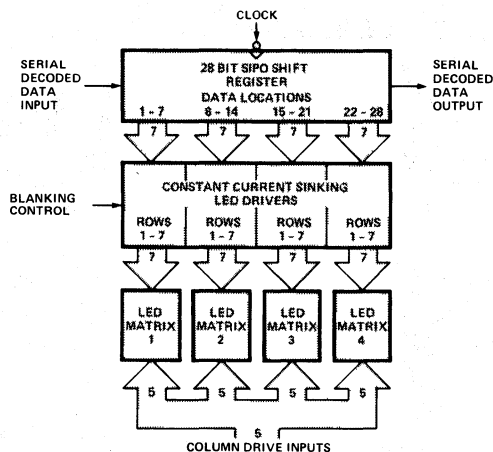 CLOCK
SERIAL
DECODED
DATA
INPUT
28 BIT SIPO SHIFT
REGISTER
DATA LOCATIONS
1 - 7 8 - 14 15 - 21 22 - 28
SERIAL
DECODED
DATA
OUTPUT
7 7 7 7
BLANKING
CONTROL
CONSTANT CURRENT SINKING
LED DRIVERS
ROWS ROWS ROWS ROWS
1 - 7 1 - 7 1 - 7 1 - 7
7 7 7 7
LED LED LED LED
MATRIX MATRIX MATRIX MATRIX
1 2 3 4
5 5 5 5
5
COLUMN DRIVE INPUTS